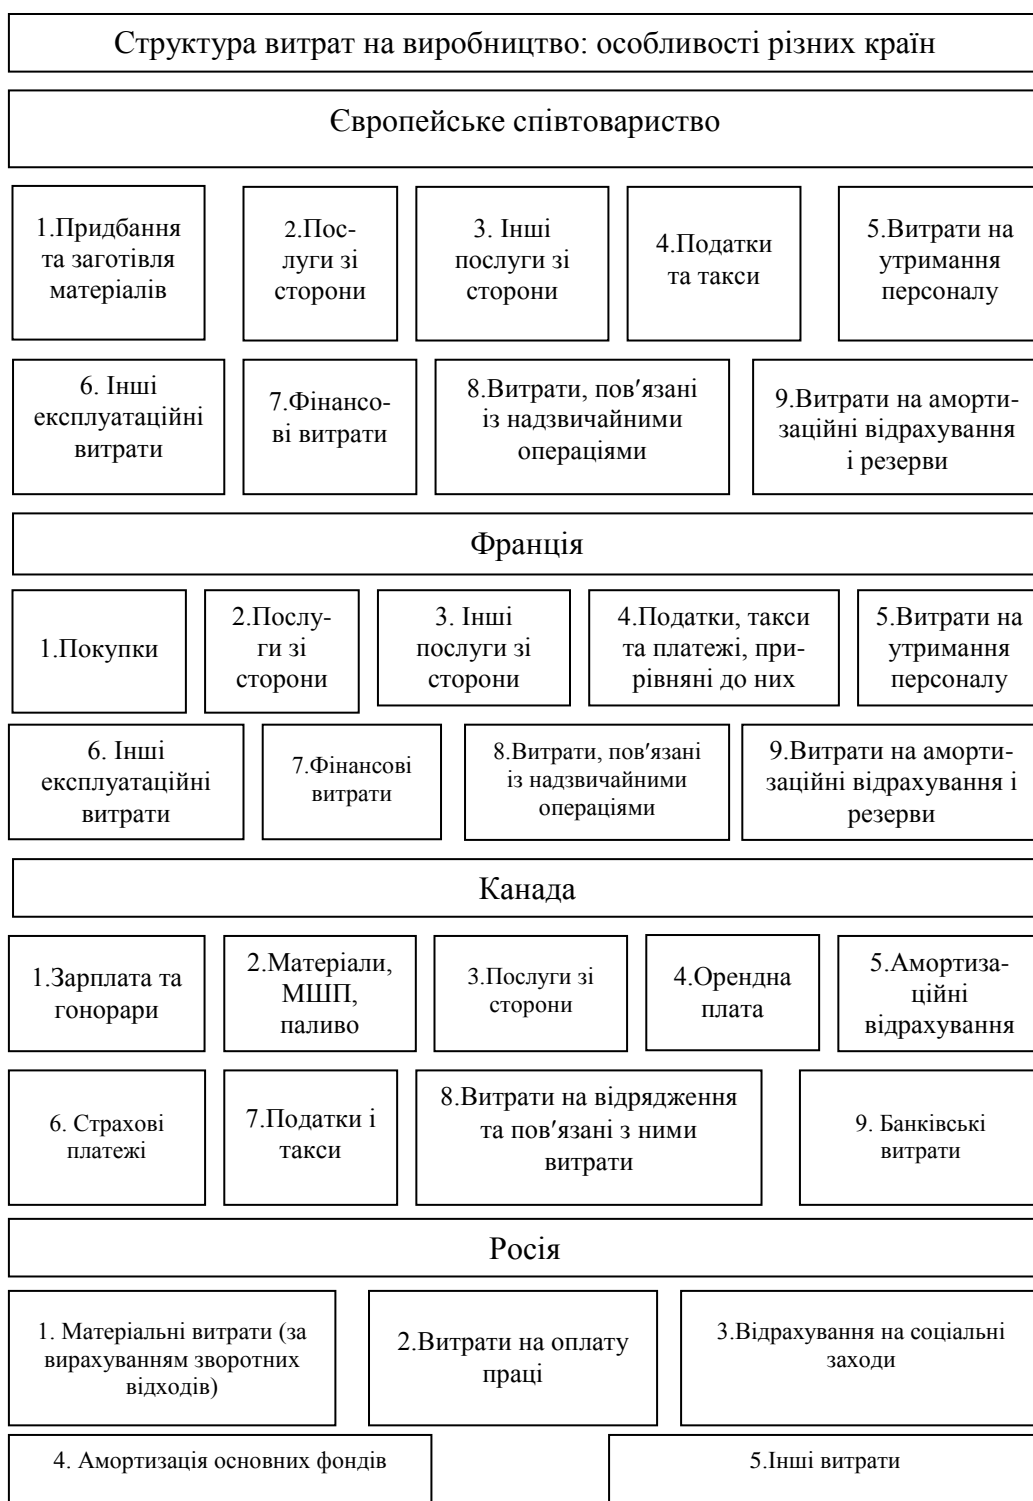 Структура витрат на виробництво: особливості різних країн
Європейське співтовариство
1.Придбання
та заготівля
матеріалів
2.Пос-
луги зі
сторони
3. Інші
послуги зі
сторони
4.Податки
та такси
5.Витрати на
утримання
персоналу
6. Інші
експлуатаційні
витрати
7.Фінансо-
ві витрати
8.Витрати, пов′язані
із надзвичайними
операціями
9.Витрати на аморти-
заційні відрахування
і резерви
Франція
1.Покупки
2.Послу-
ги зі
сторони
3. Інші
послуги зі
сторони
4.Податки, такси
та платежі, при-
рівняні до них
5.Витрати на
утримання
персоналу
6. Інші
експлуатаційні
витрати
7.Фінансові
витрати
8.Витрати, пов′язані
із надзвичайними
операціями
9.Витрати на аморти-
заційні відрахування і
резерви
Канада
1.Зарплата та
гонорари
2.Матеріали,
МШП,
паливо
3.Послуги зі
сторони
4.Орендна
плата
5.Амортиза-
ційні
відрахування
6. Страхові
платежі
7.Податки і
такси
8.Витрати на відрядження
та пов′язані з ними
витрати
9. Банківські
витрати
Росія
1. Матеріальні витрати (за
вирахуванням зворотних
відходів)
2.Витрати на оплату
праці
3.Відрахування на соціальні
заходи
4. Амортизація основних фондів
5.Інші витрати